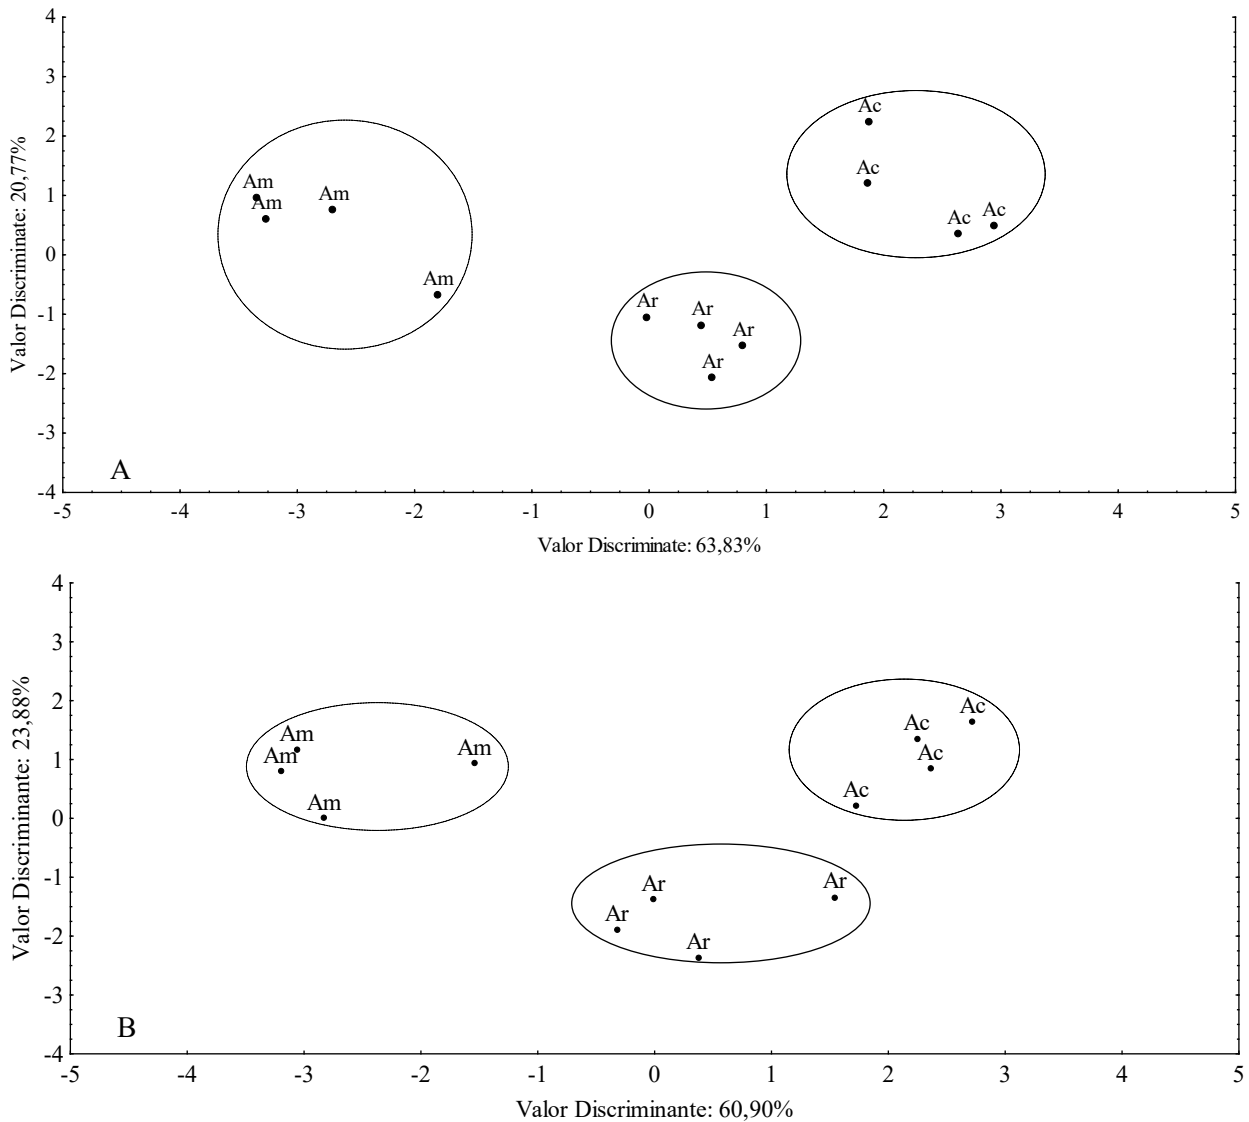 4
3
2
1
0
-1
-2
-3
-4
Valor Discriminate: 20,77%
Am
Am
Am
Am
Ac
Ac
Ac
Ac
Ar
Ar
Ar
Ar
A
-5
-4
-3
-2
-1
0
1
2
3
4
5
Valor Discriminate: 63,83%
4
3
2
1
0
-1
-2
-3
-4
Valor Discriminante: 23,88%
Am
Am
Am
Am
Ac
Ac
Ac
Ac
Ar
Ar
Ar
Ar
B
-5
-4
-3
-2
-1
0
1
2
3
4
5
Valor Discriminante: 60,90%